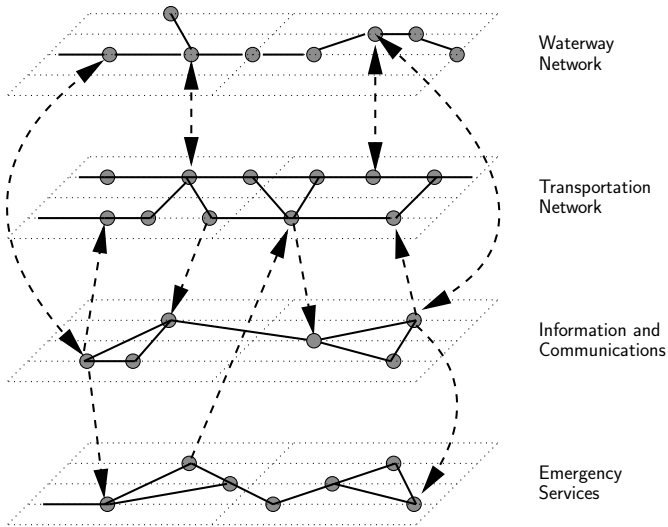 Waterway
Network
Transportation
Network
Information and
Communications
Emergency
Services